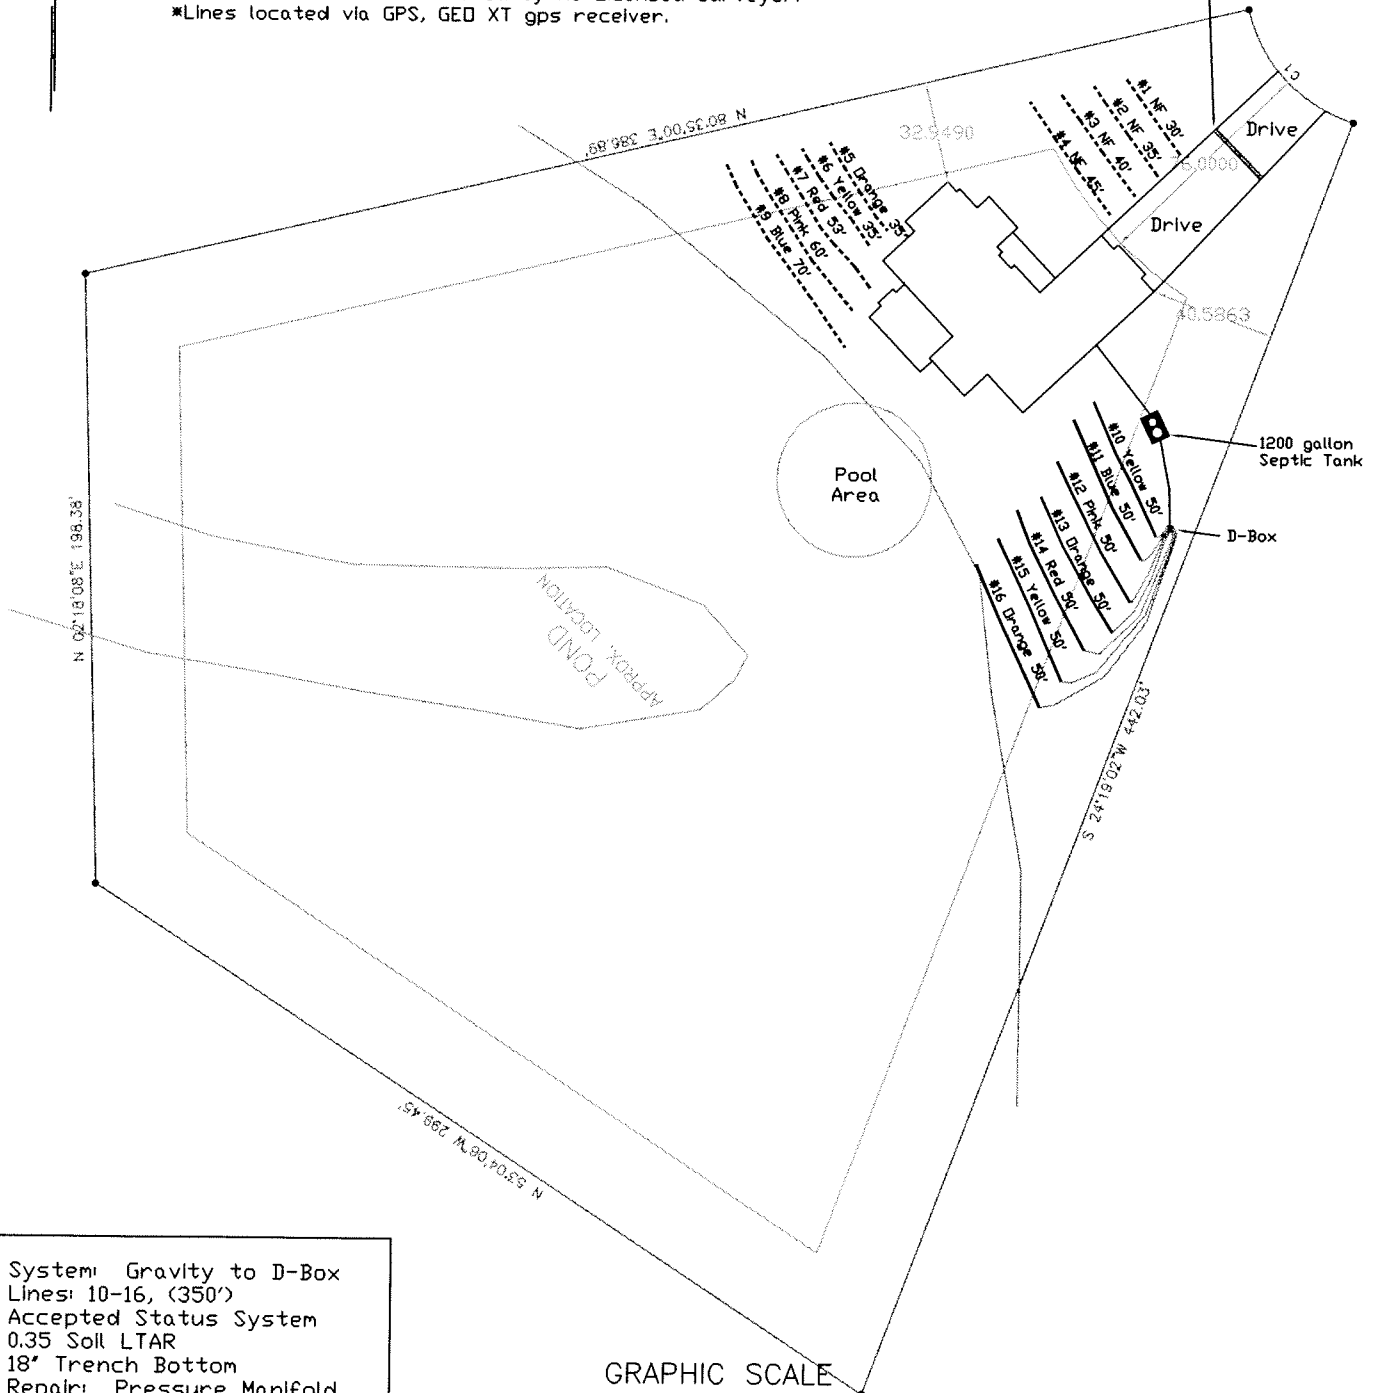 *Lines located via GPS, GEO XT gps receiver.
C1
N 80°35'00"E 386.89'
32.5490
#1 NF 30'
#2 NF 35'
#3 NF 40'
#4 NF 45'
Drive
Drive
#5 Orange 35'
#6 Yellow 35'
#7 Red 53'
#8 Pink 60'
#9 Blue 70'
40.5863
1200 gallon
Septic Tank
D-Box
#10 Yellow 50'
#11 Blue 50'
#12 Pink 50'
#13 Orange 50'
#14 Red 50'
#15 Yellow 50'
#16 Orange 50'
Pool
Area
N 02°18'08"E 198.38'
POND
APPROX. LOCATION
S 24°19'02"W 442.03'
N 53°04'06"W 299.45'
System: Gravity to D-Box
Lines: 10-16, (350')
Accepted Status System
0.35 Soil LTAR
18" Trench Bottom
Repair: Pressure Manifold
GRAPHIC SCALE